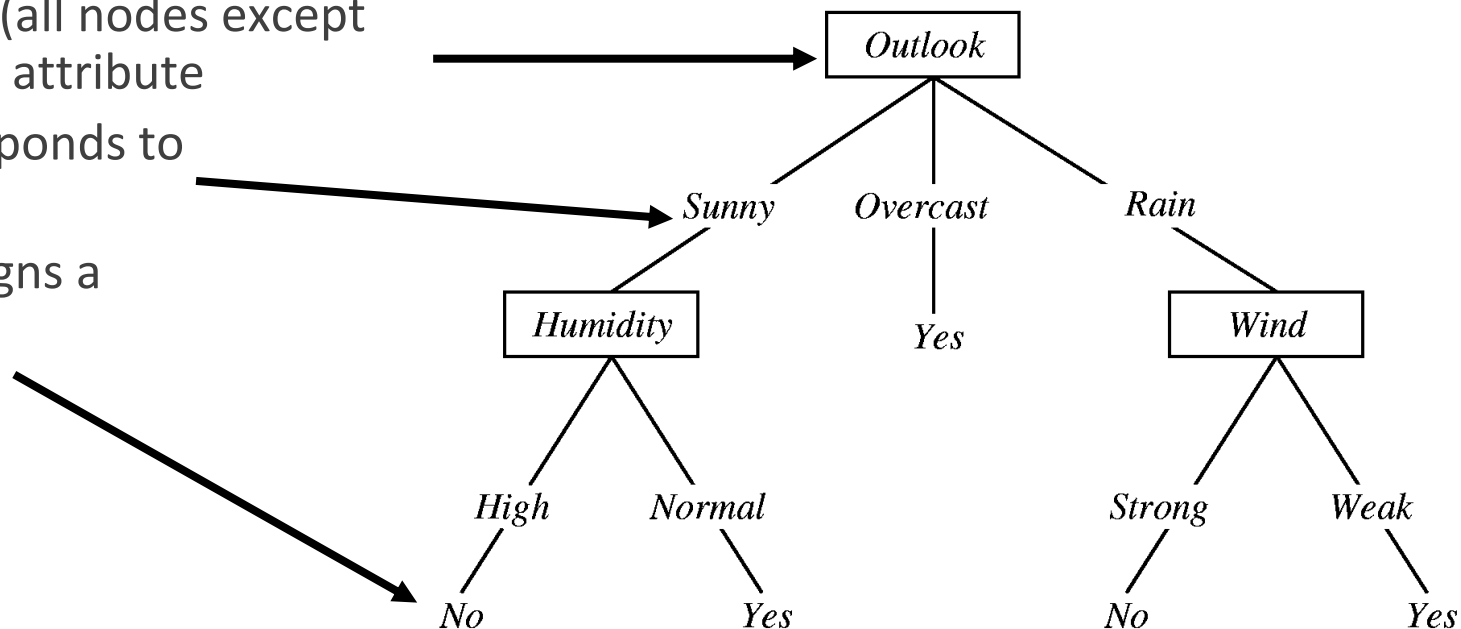 (all nodes except
attribute
ponds to
gns a
Outlook
Sunny Overcast Rain
Humidity Yes Wind
High Normal Strong Weak
No Yes No Yes